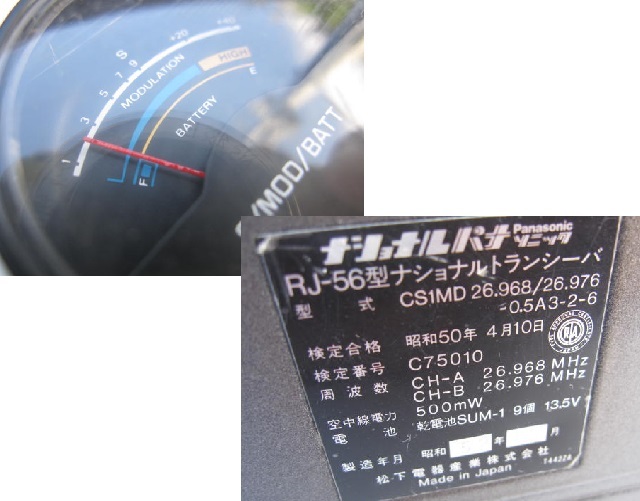 S
1 3 5 7 9 +20 +40
MODULATION
HIGH
BATTERY
E
F
/MOD/BATT
ナショナルパナソニック
Panasonic
RJ-56型ナショナルトランシーバ
型式 CS1MD 26.968/26.976
-0.5A3-2-6
検定合格 昭和50年 4月10日
検定番号 C75010
周波数 CH-A 26.968 MHz
CH-B 26.976 MHz
空中線電力 500mW
電池 乾電池SUM-1 9個 13.5V
製造年月 昭和 年 月
松下電器産業株式会社
Made in Japan 14422A